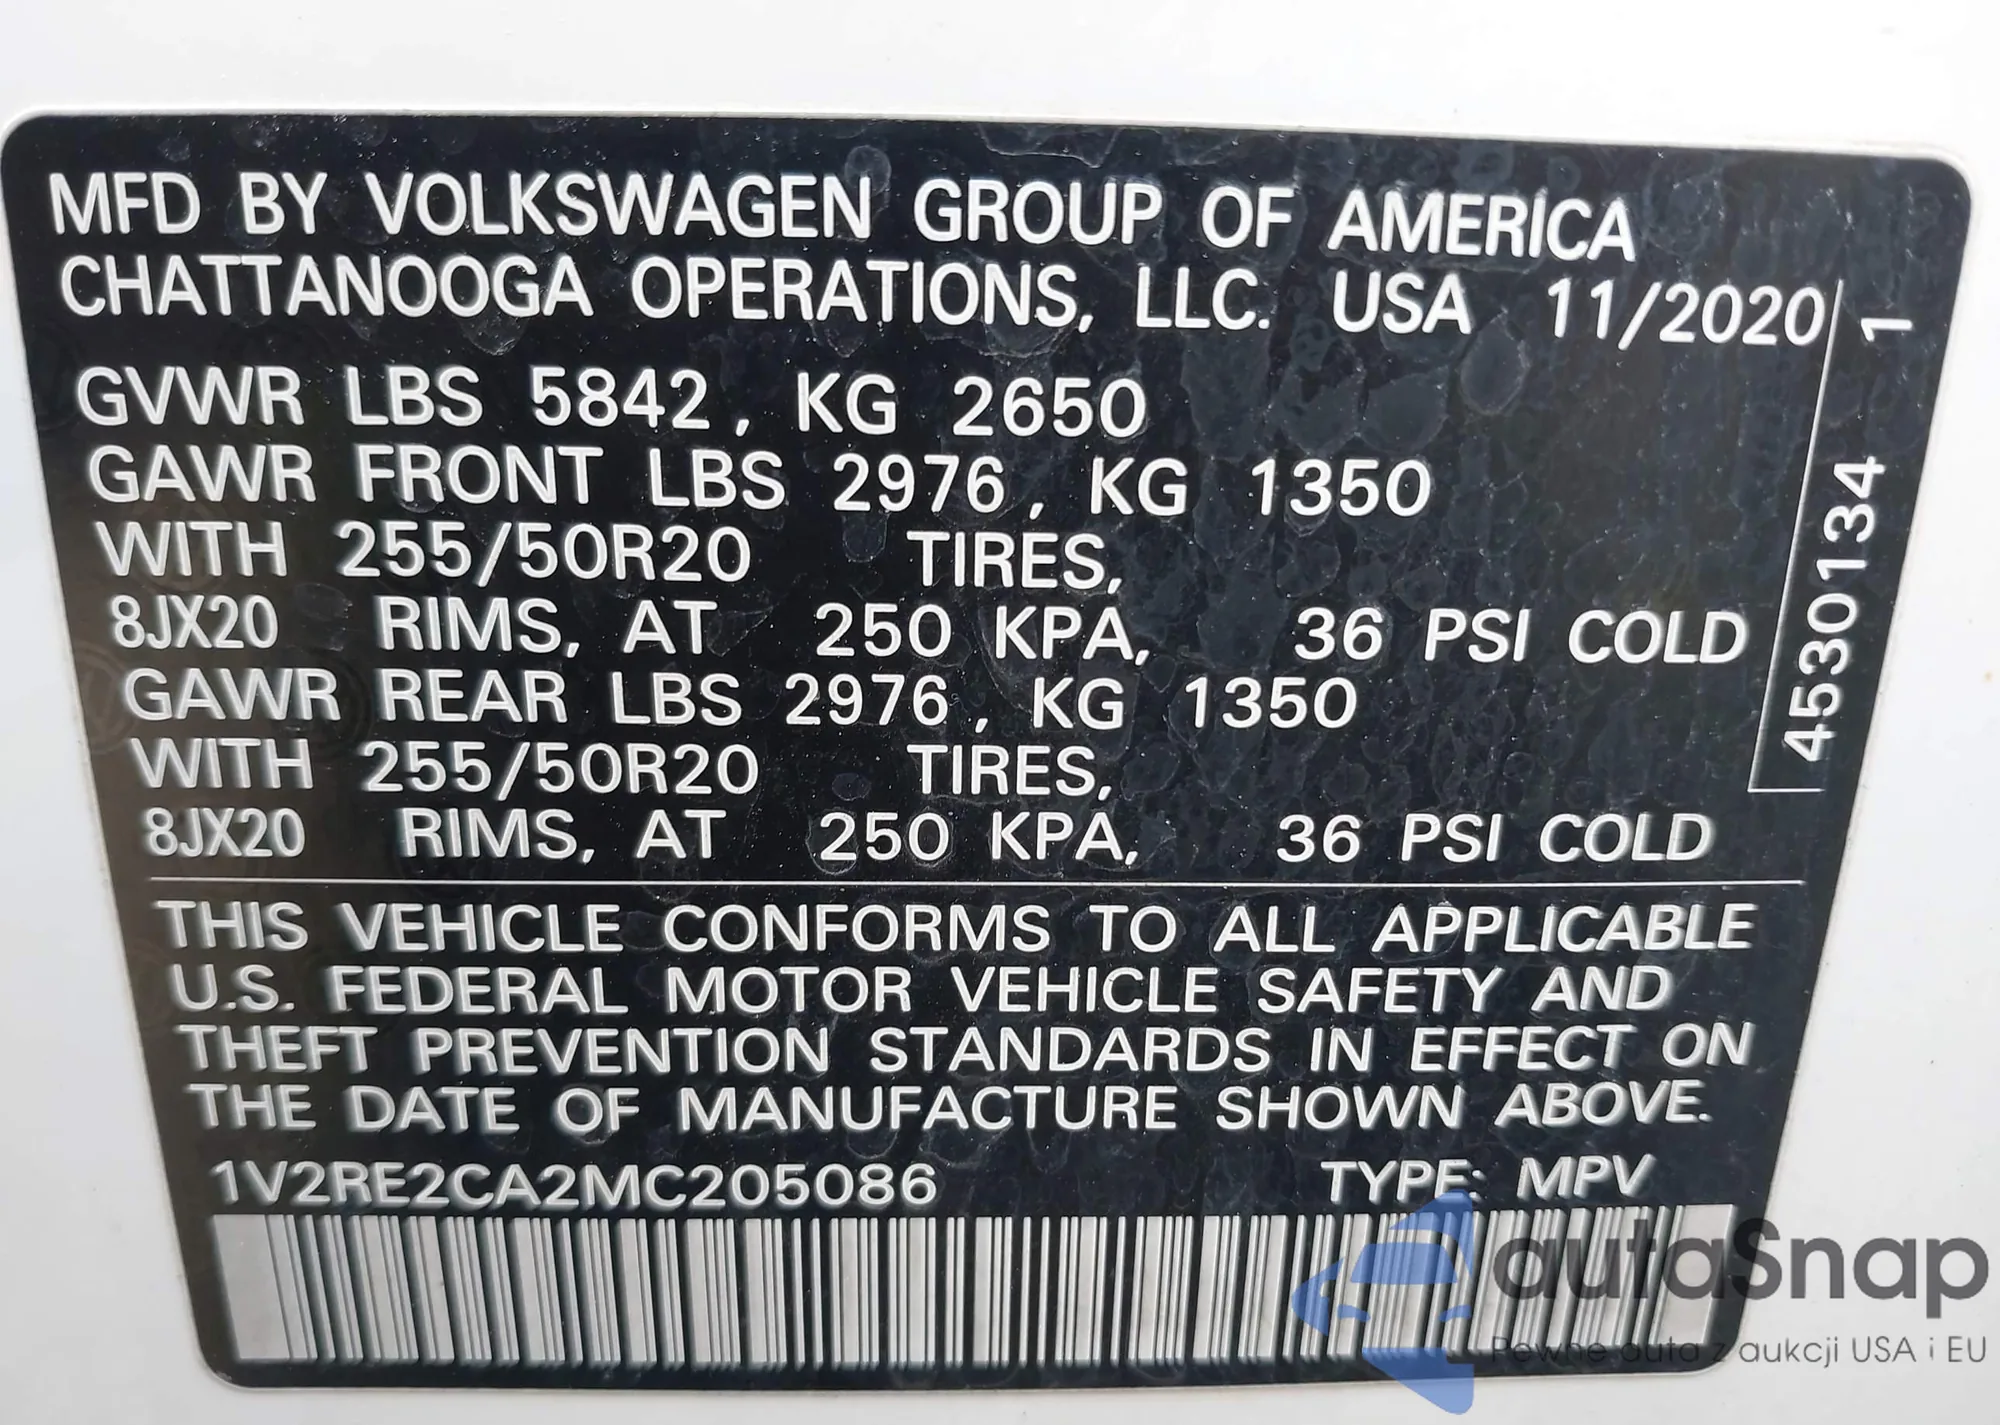 MFD BY VOLKSWAGEN GROUP OF AMERICA
CHATTANOOGA OPERATIONS, LLC. USA 11/2020
GVWR LBS 5842, KG 2650
GAWR FRONT LBS 2976, KG 1350
WITH 255/50R20 TIRES,
8JX20 RIMS, AT 250 KPA, 36 PSI COLD
GAWR REAR LBS 2976, KG 1350
WITH 255/50R20 TIRES,
8JX20 RIMS, AT 250 KPA, 36 PSI COLD
4530134 1
THIS VEHICLE CONFORMS TO ALL APPLICABLE
U.S. FEDERAL MOTOR VEHICLE SAFETY AND
THEFT PREVENTION STANDARDS IN EFFECT ON
THE DATE OF MANUFACTURE SHOWN ABOVE.
1V2RE2CA2MC205086 TYPE: MPV
autaSnap
Pewne auta z aukcji USA i EU